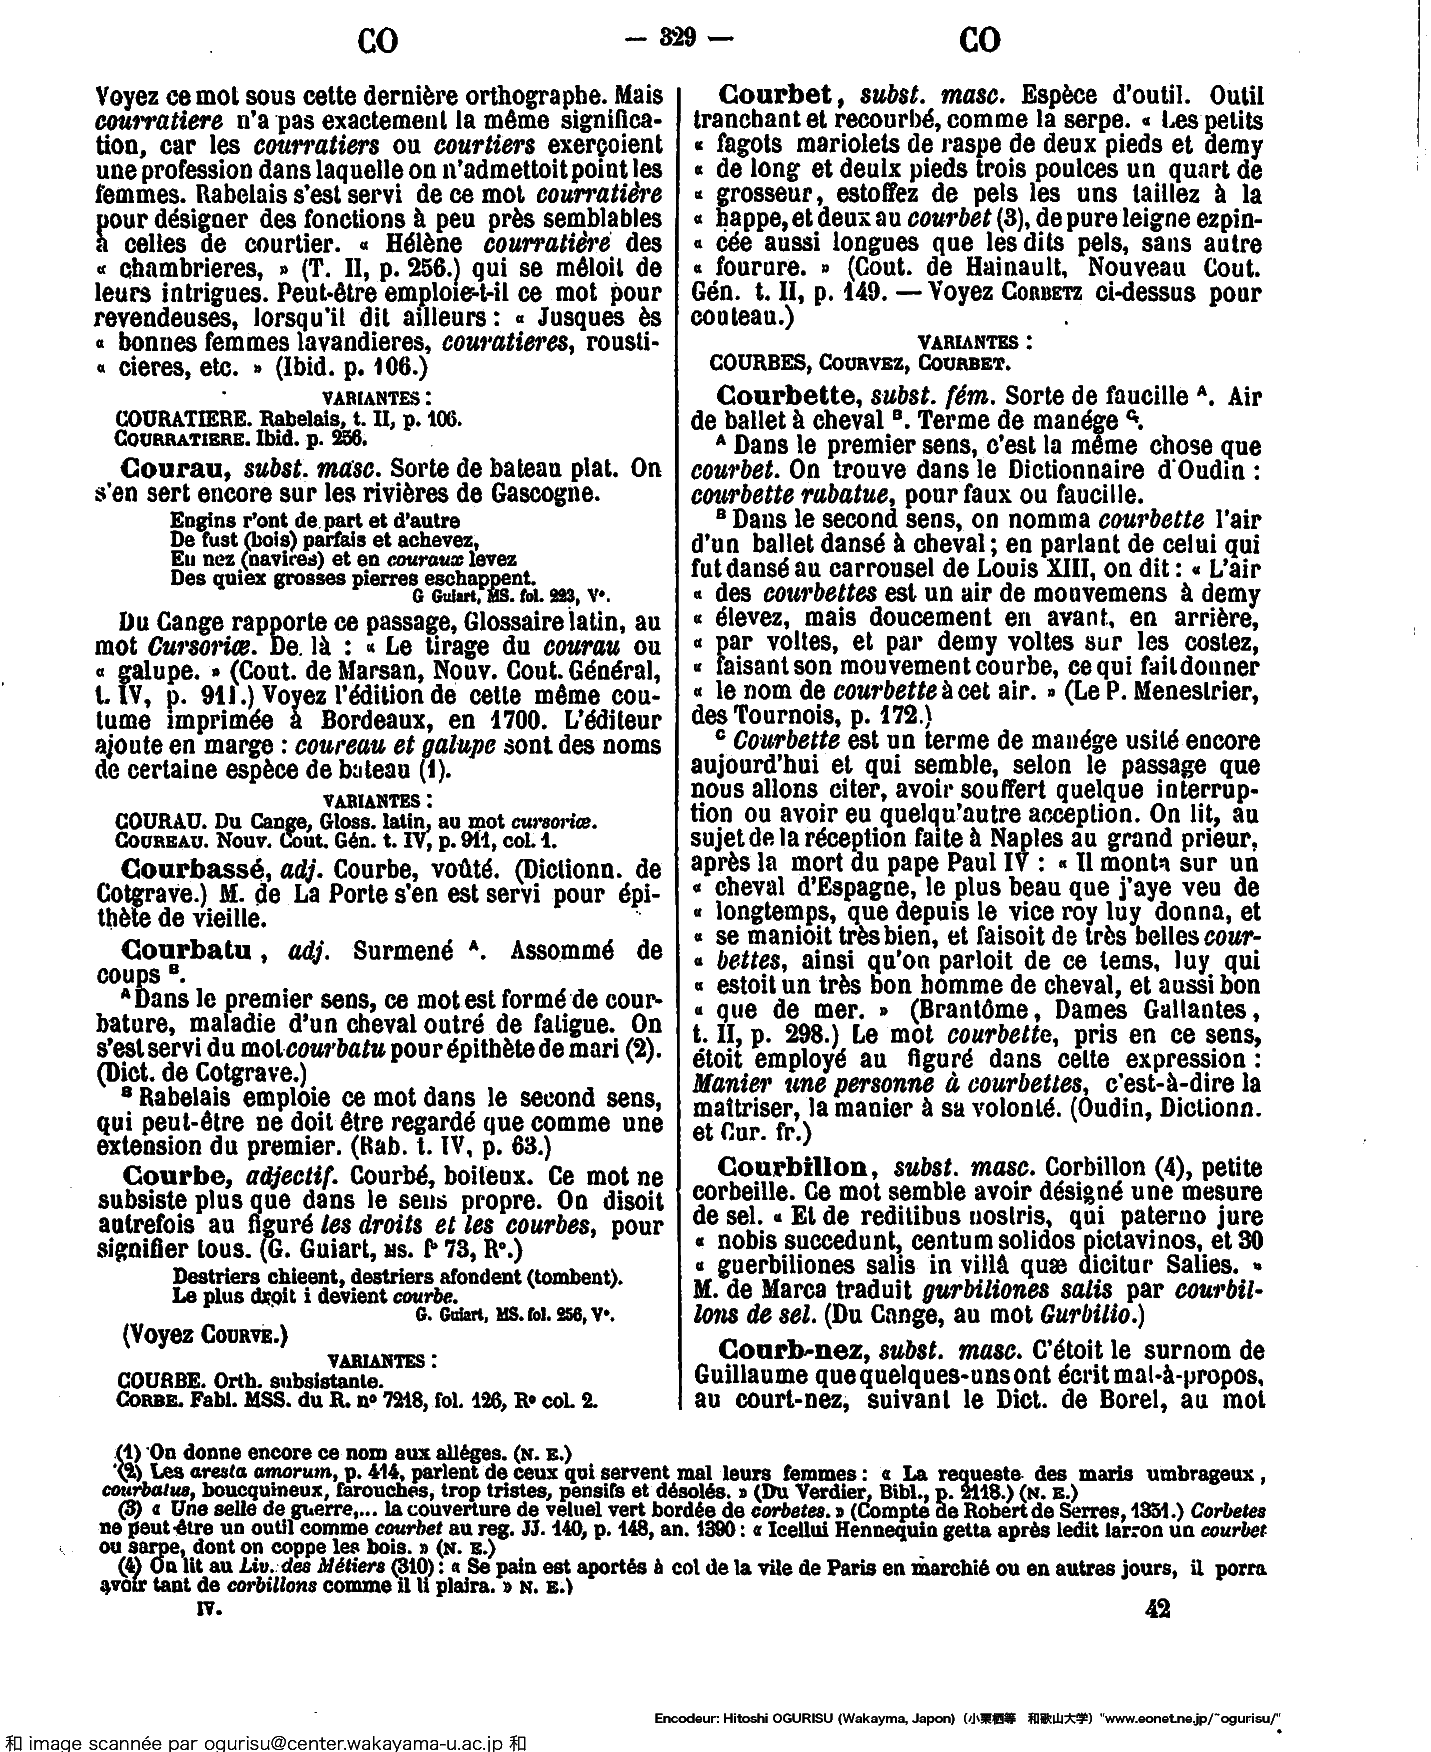 CO — 329 — CO
Voyez ce mot sous cette dernière orthographe. Mais
courratiere n'a pas exactement la même significa-
tion, car les courratiers ou courtiers exerçoient
une profession dans laquelle on n'admettoit point les
femmes. Rabelais s'est servi de ce mot courratière
pour désigner des fonctions à peu près semblables
à celles de courtier. « Hélène courratière des
« chambrieres, » (T. II, p. 256.) qui se mêloit de
leurs intrigues. Peut-être emploie-t-il ce mot pour
revendeuses, lorsqu'il dit ailleurs : « Jusques ès
« bonnes femmes lavandieres, couratieres, rousti-
« cieres, etc. » (Ibid. p. 106.)
VARIANTES :
COURATIERE. Rabelais, t. II, p. 106.
COURRATIERE. Ibid. p. 256.
Courau, subst. masc. Sorte de bateau plat. On
s'en sert encore sur les rivières de Gascogne.
Engins r'ont de part et d'autre
De fust (bois) parfais et achevez,
Eu nez (navires) et en couraux levez
Des quiex grosses pierres eschappent.
G Guiart, MS. fol. 223, V°.
Du Cange rapporte ce passage, Glossaire latin, au
mot Cursoriæ. De là : « Le tirage du courau ou
« galupe. » (Cout. de Marsan, Nouv. Cout. Général,
t. IV, p. 911.) Voyez l'édition de cette même cou-
tume imprimée à Bordeaux, en 1700. L'éditeur
ajoute en marge : coureau et galupe sont des noms
de certaine espèce de bateau (1).
VARIANTES :
COURAU. Du Cange, Gloss. latin, au mot cursoriæ.
COUREAU. Nouv. Cout. Gén. t. IV, p. 911, col. 1.
Courbassé, adj. Courbe, voûté. (Dictionn. de
Cotgrave.) M. de La Porte s'en est servi pour épi-
thète de vieille.
Courbatu , adj. Surmené A. Assommé de
coups B.
A Dans le premier sens, ce mot est formé de cour-
bature, maladie d'un cheval outré de fatigue. On
s'est servi du mot courbatu pour épithète de mari (2).
(Dict. de Cotgrave.)
B Rabelais emploie ce mot dans le second sens,
qui peut-être ne doit être regardé que comme une
extension du premier. (Rab. t. IV, p. 63.)
Courbe, adjectif. Courbé, boiteux. Ce mot ne
subsiste plus que dans le sens propre. On disoit
autrefois au figuré les droits et les courbes, pour
signifier tous. (G. Guiart, MS. f° 73, R°.)
Destriers chieent, destriers afondent (tombent).
Le plus droit i devient courbe.
G. Guiart, MS. fol. 256, V°.
(Voyez COURVE.)
VARIANTES :
COURBE. Orth. subsistante.
CORBE. Fabl. MSS. du R. n° 7218, fol. 126, R° col. 2.
Courbet, subst. masc. Espèce d'outil. Outil
tranchant et recourbé, comme la serpe. « Les petits
« fagots mariolets de raspe de deux pieds et demy
« de long et deulx pieds trois poulces un quart de
« grosseur, estoffez de pels les uns taillez à la
« happe, et deux au courbet (3), de pure leigne ezpin-
« cée aussi longues que les dits pels, sans autre
« fourure. » (Cout. de Hainault, Nouveau Cout.
Gén. t. II, p. 149. — Voyez CORBETZ ci-dessus pour
couteau.)
VARIANTES :
COURBES, COURVEZ, COURBET.
Courbette, subst. fém. Sorte de faucille A. Air
de ballet à cheval B. Terme de manége C.
A Dans le premier sens, c'est la même chose que
courbet. On trouve dans le Dictionnaire d'Oudin :
courbette rabatue, pour faux ou faucille.
B Dans le second sens, on nomma courbette l'air
d'un ballet dansé à cheval ; en parlant de celui qui
fut dansé au carrousel de Louis XIII, on dit : « L'air
« des courbettes est un air de mouvemens à demy
« élevez, mais doucement en avant, en arrière,
« par voltes, et par demy voltes sur les costez,
« faisant son mouvement courbe, ce qui fait donner
« le nom de courbette à cet air. » (Le P. Menestrier,
des Tournois, p. 172.)
C Courbette est un terme de manége usité encore
aujourd'hui et qui semble, selon le passage que
nous allons citer, avoir souffert quelque interrup-
tion ou avoir eu quelqu'autre acception. On lit, au
sujet de la réception faite à Naples au grand prieur,
après la mort du pape Paul IV : « Il monta sur un
« cheval d'Espagne, le plus beau que j'aye veu de
« longtemps, que depuis le vice roy luy donna, et
« se manioit très bien, et faisoit de très belles cour-
« bettes, ainsi qu'on parloit de ce tems, luy qui
« estoit un très bon homme de cheval, et aussi bon
« que de mer. » (Brantôme, Dames Gallantes,
t. II, p. 298.) Le mot courbette, pris en ce sens,
étoit employé au figuré dans cette expression :
Manier une personne à courbettes, c'est-à-dire la
maîtriser, la manier à sa volonté. (Oudin, Dictionn.
et Cur. fr.)
Courbillon, subst. masc. Corbillon (4), petite
corbeille. Ce mot semble avoir désigné une mesure
de sel. « Et de reditibus nostris, qui paterno jure
« nobis succedunt, centum solidos pictavinos, et 30
« guerbiliones salis in villâ quæ dicitur Salies. »
M. de Marca traduit gurbiliones salis par courbil-
lons de sel. (Du Cange, au mot Gurbilio.)
Courb-nez, subst. masc. C'étoit le surnom de
Guillaume que quelques-uns ont écrit mal-à-propos,
au court-nez, suivant le Dict. de Borel, au mot
(1) On donne encore ce nom aux alléges. (N. E.)
(2) Les aresta amorum, p. 414, parlent de ceux qui servent mal leurs femmes : « La requeste des maris umbrageux ,
courbatus, boucquineux, farouches, trop tristes, pensifs et désolés. » (Du Verdier, Bibl., p. 2118.) (N. E.)
(3) « Une selle de guerre,... la couverture de veluel vert bordée de corbetes. » (Compte de Robert de Serres, 1351.) Corbetes
ne peut être un outil comme courbet au reg. JJ. 140, p. 148, an. 1390 : « Icellui Hennequin getta après ledit larron un courbet
ou sarpe, dont on coppe les bois. » (N. E.)
(4) On lit au Liv. des Métiers (310) : « Se pain est aportés à col de la vile de Paris en marchié ou en autres jours, il porra
avoir tant de corbillons comme il li plaira. » N. E.)
IV. 42
Encodeur: Hitoshi OGURISU (Wakayma, Japon) (小栗栖等 和歌山大学) "www.eonet.ne.jp/~ogurisu/"
和 image scannée par ogurisu@center.wakayama-u.ac.jp 和